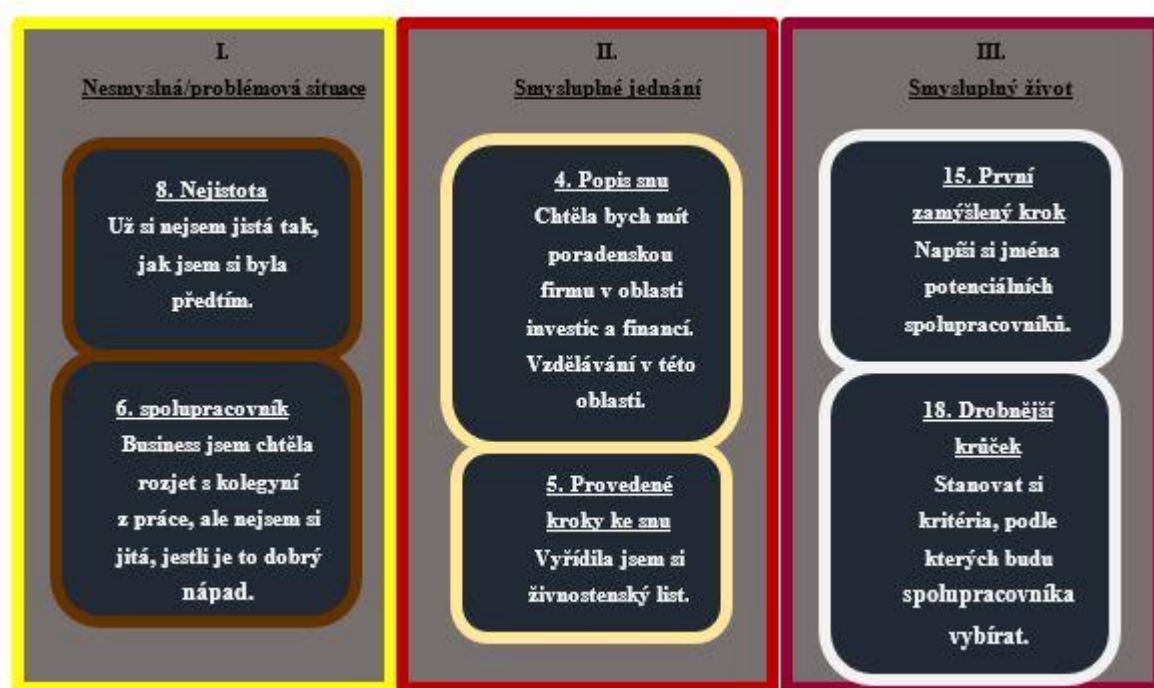 I.
Nesmyslná/problémová situace
8. Nejistota
Už si nejsem jistá tak,
jak jsem si byla
předtím.
6. spolupracovník
Business jsem chtěla
rozjet s kolegyní
z práce, ale nejsem si
jitá, jestli je to dobrý
nápad.
II.
Smysluplné jednání
4. Popis snu
Chtěla bych mít
poradenskou
firmu v oblasti
investic a financí.
Vzdělávání v této
oblasti.
5. Provedené
kroky ke snu
Vyřídila jsem si
živnostenský list.
III.
Smysluplný život
15. První
zamýšlený krok
Napíši si jména
potenciálních
spolupracovníků.
18. Drobnější
krůček
Stanovat si
kritéria, podle
kterých budu
spolupracovníka
vybírat.